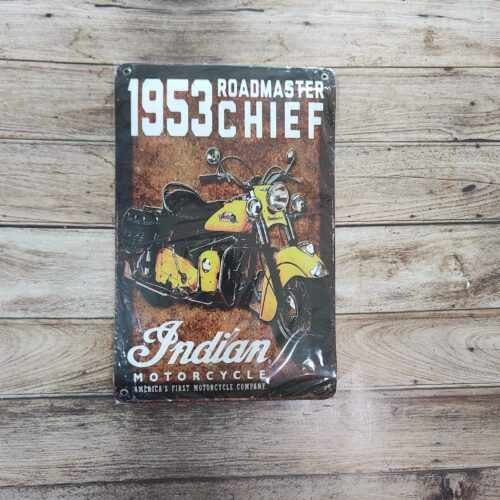 1953 ROADMASTER
CHIEF
Indian
MOTORCYCLE
AMERICA'S FIRST MOTORCYCLE COMPANY